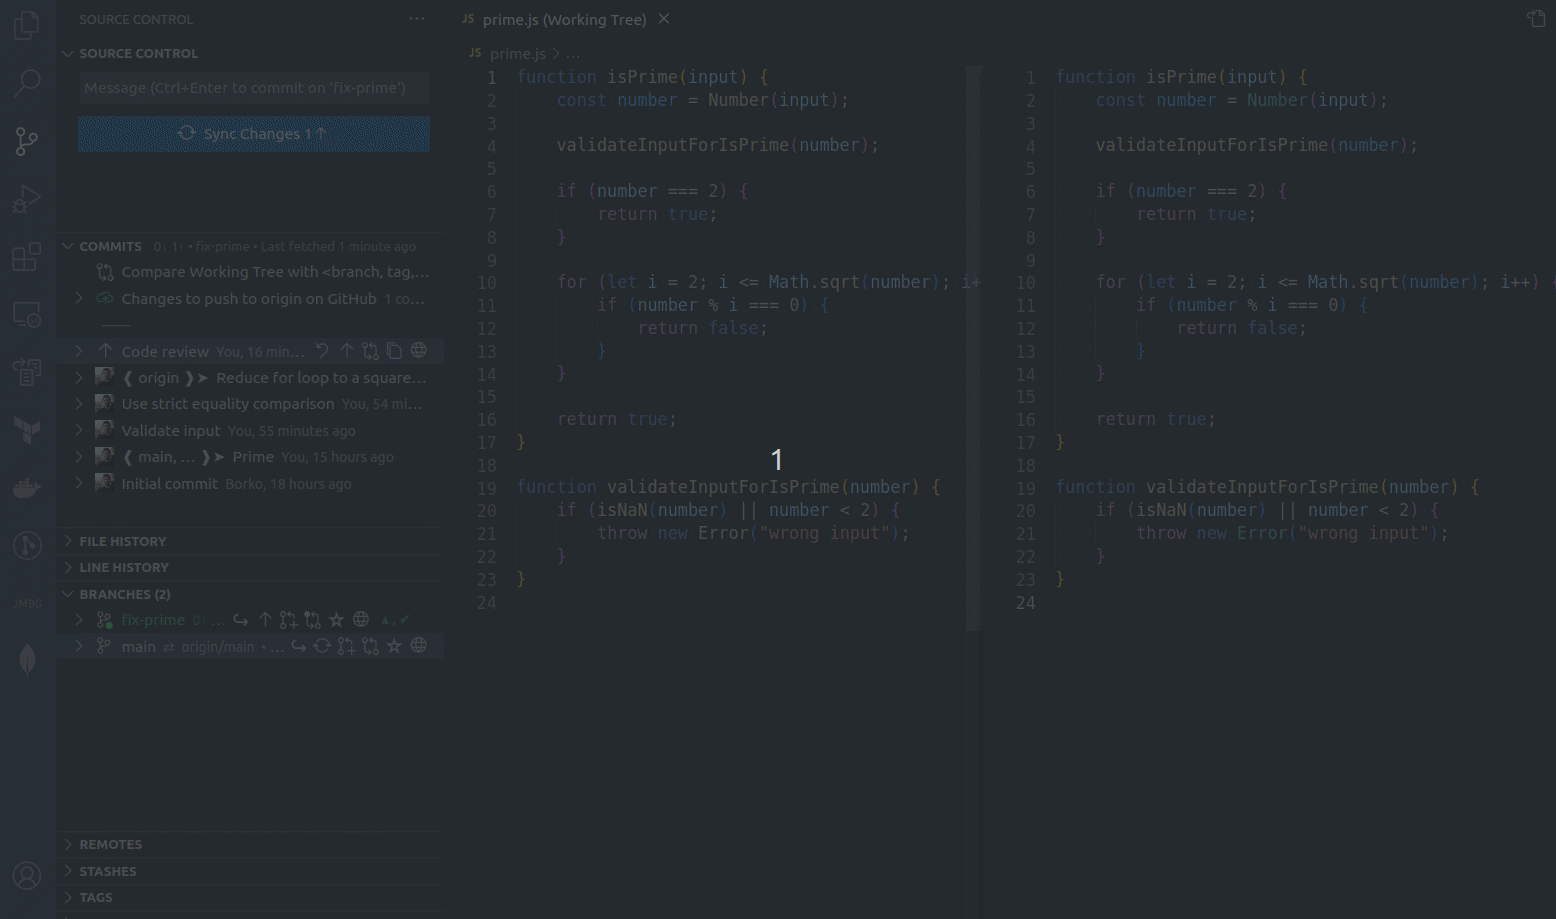 SOURCE CONTROL
SOURCE CONTROL
Message (Ctrl+Enter to commit on 'fix-prime')
Sync Changes 1↑
COMMITS 0↓ 1↑ • fix-prime • Last fetched 1 minute ago
Compare Working Tree with <branch, tag,...
Changes to push to origin on GitHub 1 co...
Code review You, 16 min...
❰ origin ❱➤ Reduce for loop to a square...
Use strict equality comparison You, 54 mi...
Validate input You, 55 minutes ago
❰ main, ... ❱➤ Prime You, 15 hours ago
Initial commit Borko, 18 hours ago
FILE HISTORY
LINE HISTORY
BRANCHES (2)
fix-prime 0↓ ...
main ⇄ origin/main • ...
REMOTES
STASHES
TAGS
JMBG
JS prime.js (Working Tree)
JS prime.js > ...
1 function isPrime(input) {
2 const number = Number(input);
3
4 validateInputForIsPrime(number);
5
6 if (number === 2) {
7 return true;
8 }
9
10 for (let i = 2; i <= Math.sqrt(number); i+
11 if (number % i === 0) {
12 return false;
13 }
14 }
15
16 return true;
17 }
18
19 function validateInputForIsPrime(number) {
20 if (isNaN(number) || number < 2) {
21 throw new Error("wrong input");
22 }
23 }
24
1
1 function isPrime(input) {
2 const number = Number(input);
3
4 validateInputForIsPrime(number);
5
6 if (number === 2) {
7 return true;
8 }
9
10 for (let i = 2; i <= Math.sqrt(number); i++) {
11 if (number % i === 0) {
12 return false;
13 }
14 }
15
16 return true;
17 }
18
19 function validateInputForIsPrime(number) {
20 if (isNaN(number) || number < 2) {
21 throw new Error("wrong input");
22 }
23 }
24